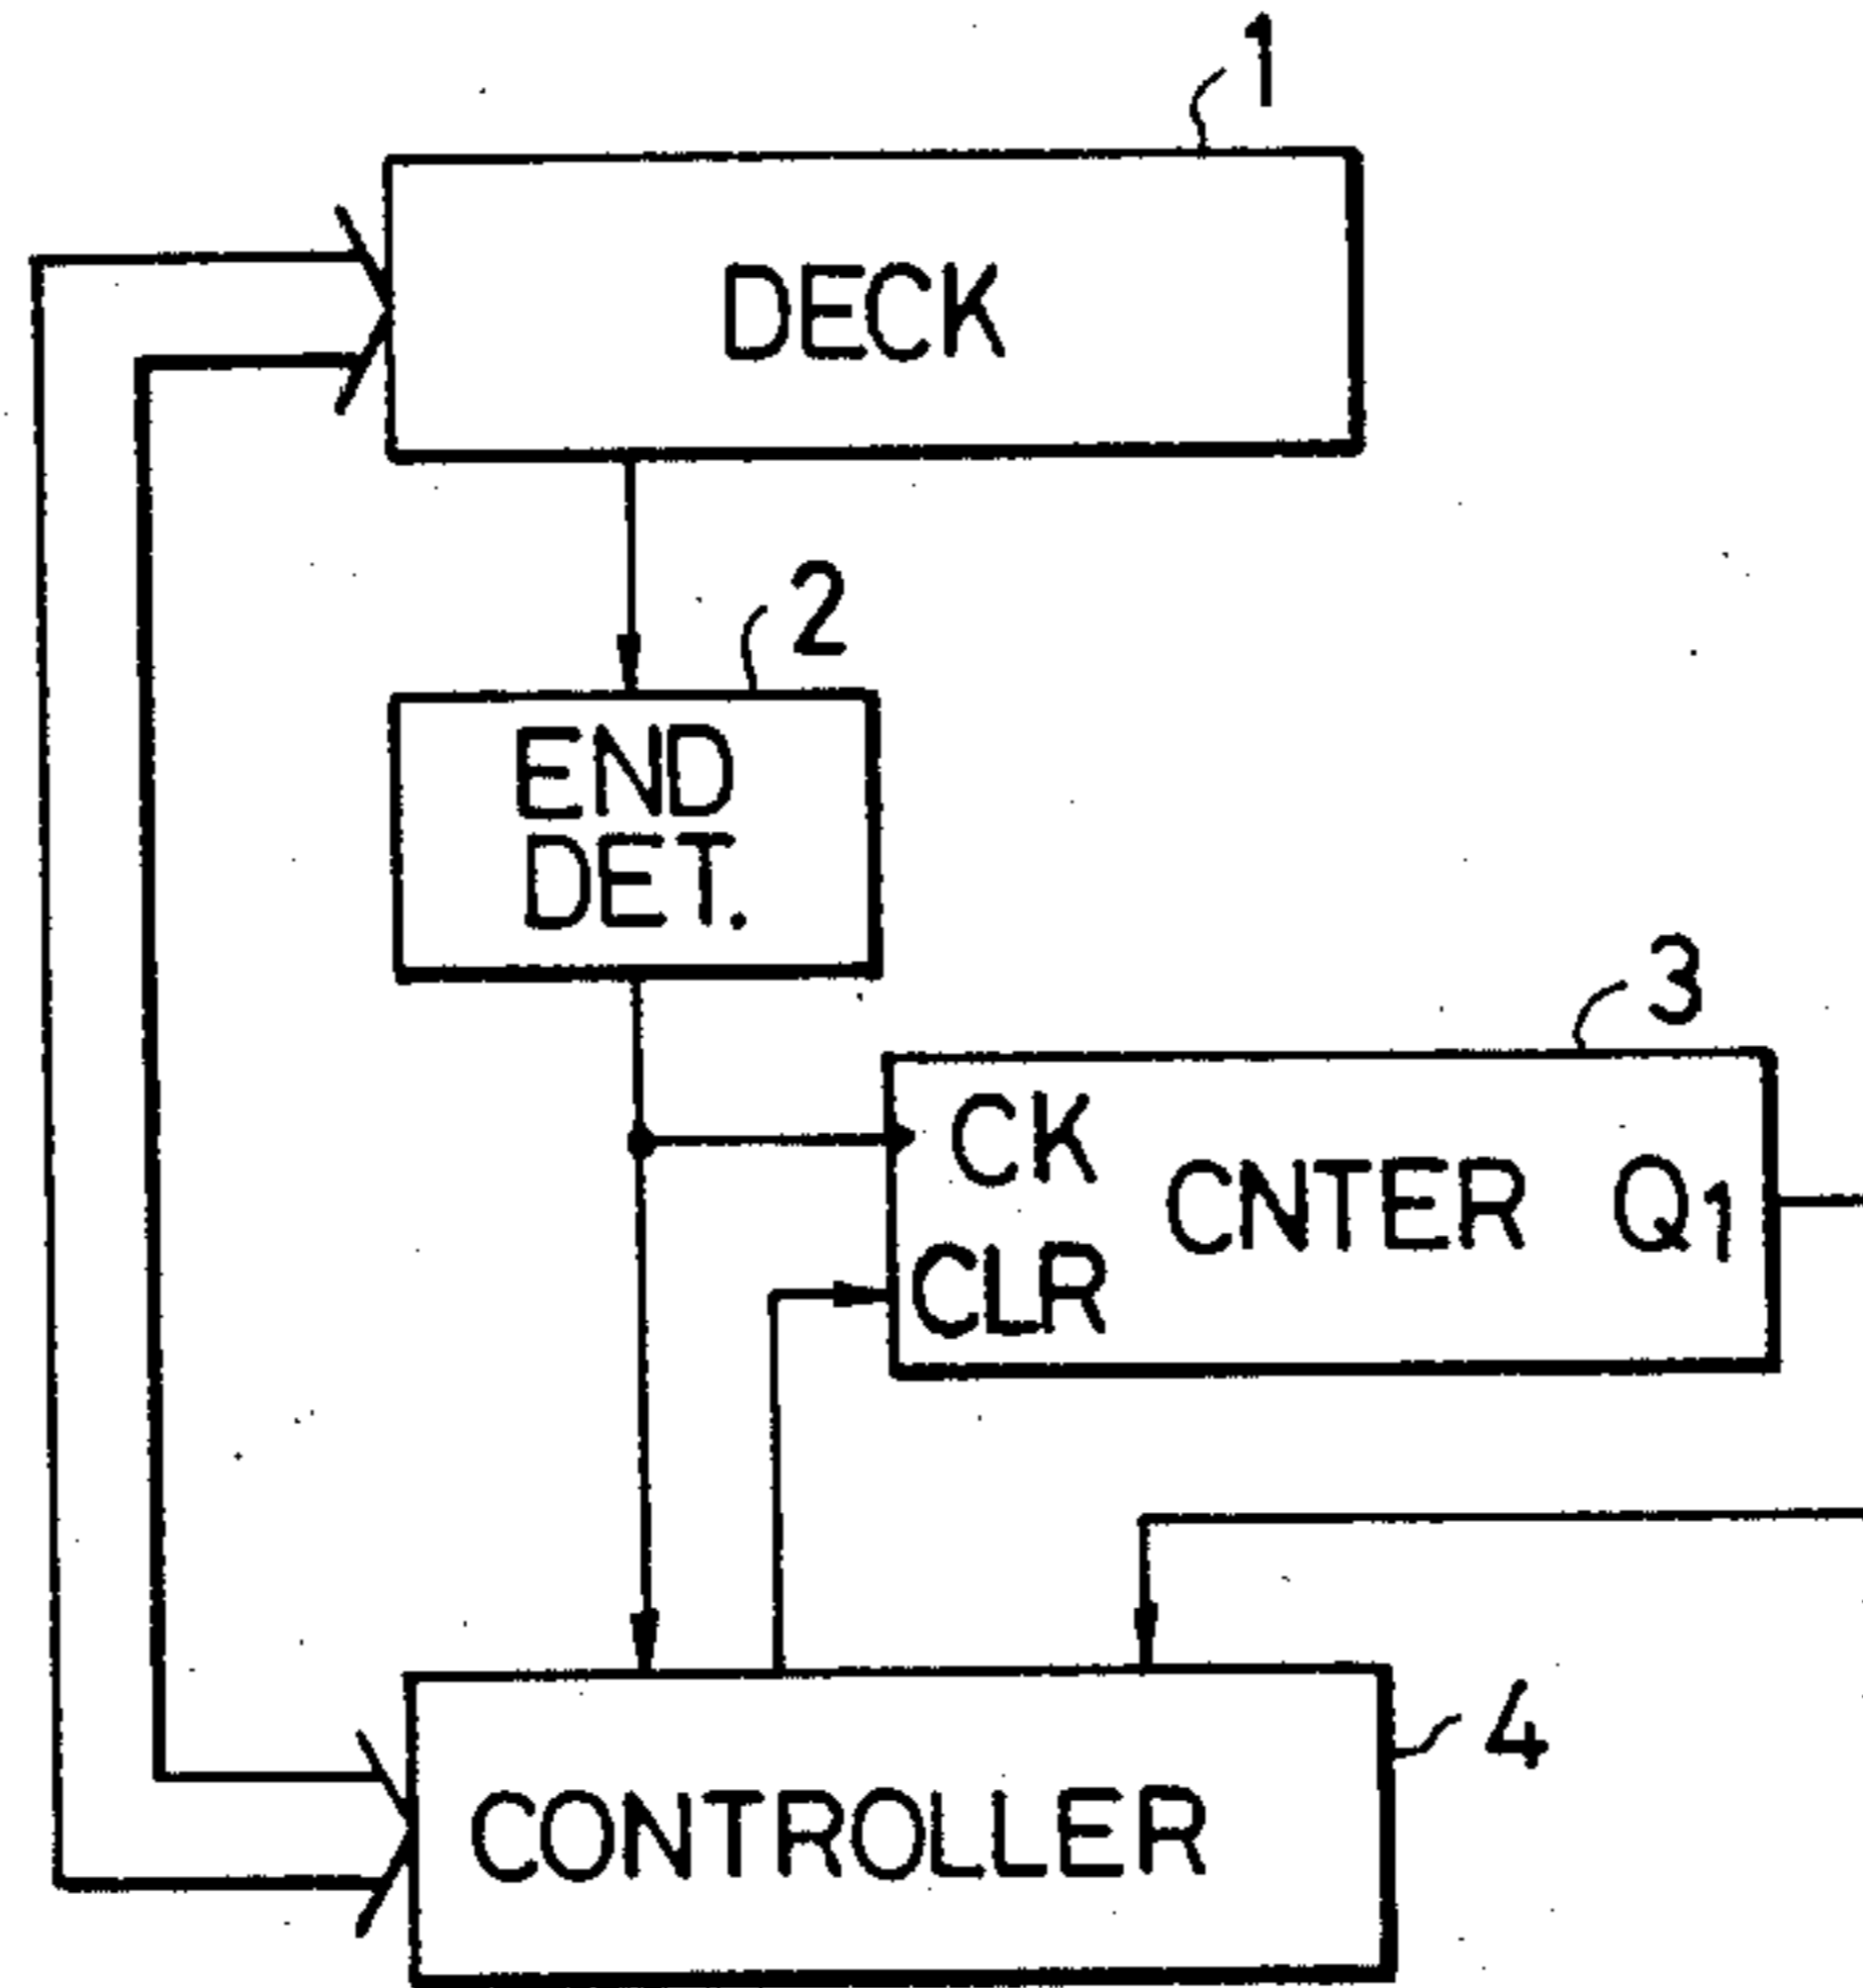 1
DECK
2
END
DET.
3
CK
CNTER Q1
CLR
4
CONTROLLER